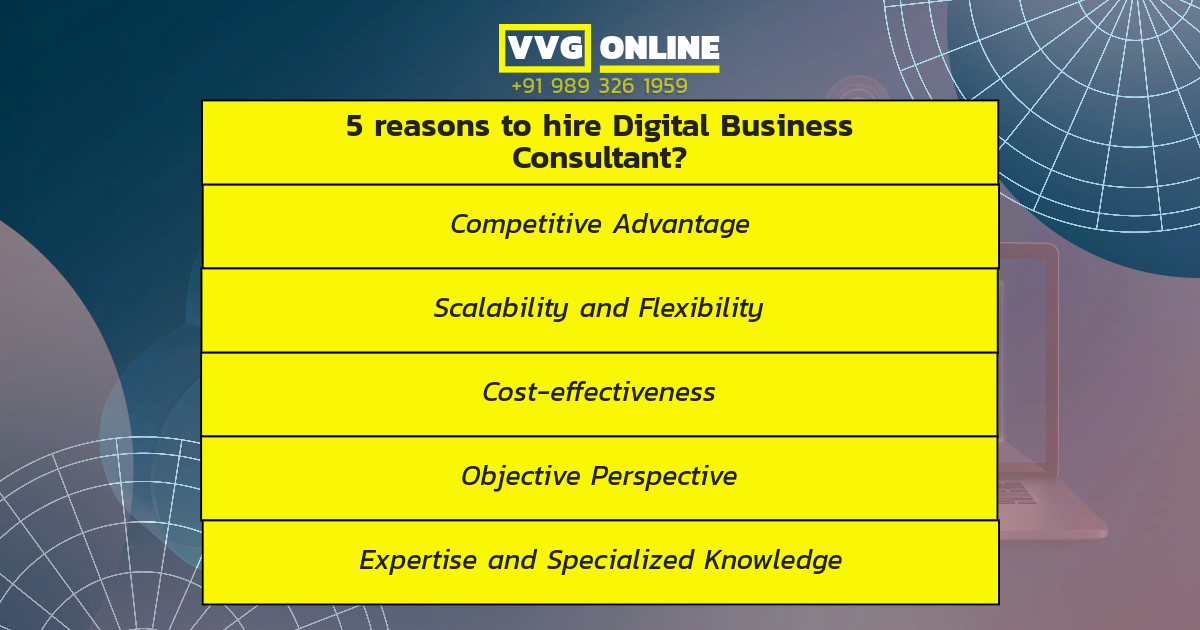 VVG ONLINE
+91 989 326 1959
5 reasons to hire Digital Business
Consultant?
Competitive Advantage
Scalability and Flexibility
Cost-effectiveness
Objective Perspective
Expertise and Specialized Knowledge